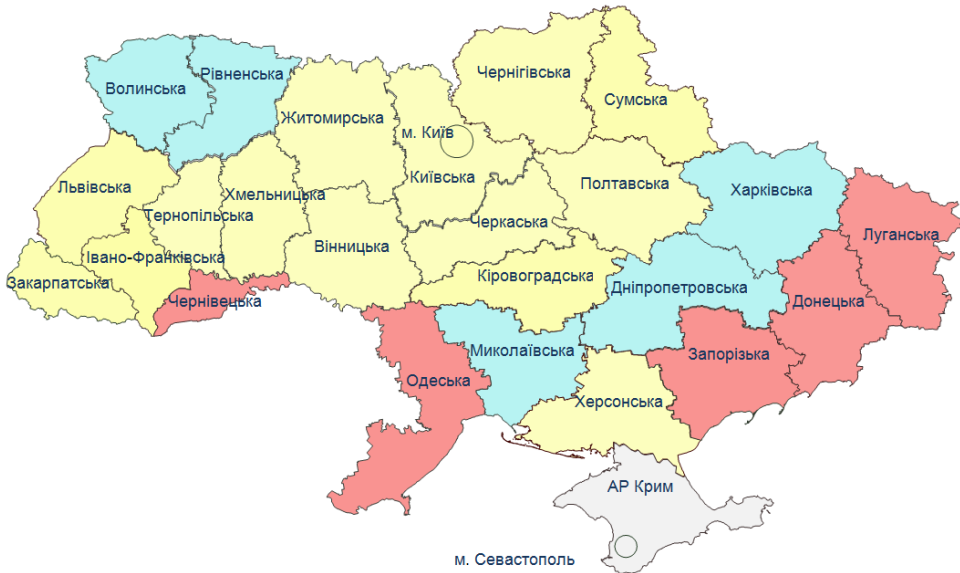 Чернігівська
Рівненська
Волинська
Сумська
Житомирська
м. Київ
Львівська
Київська
Полтавська
Харківська
Хмельницька
Тернопільська
Черкаська
Луганська
Вінницька
Івано-Франківська
Закарпатська
Кіровоградська
Дніпропетровська
Чернівецька
Донецька
Миколаївська
Запорізька
Одеська
Херсонська
АР Крим
м. Севастополь